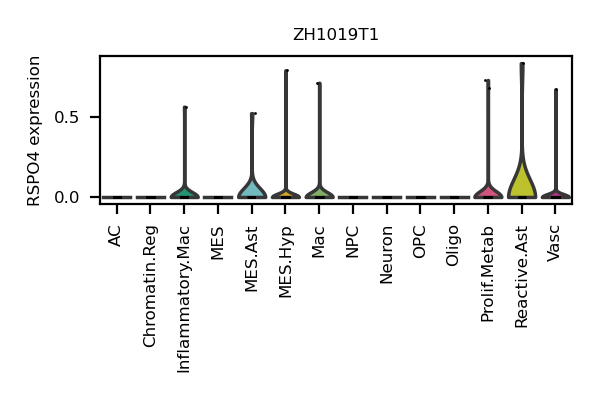 ZH1019T1
RSPO4 expression
0.5
0.0
AC
Chromatin.Reg
Inflammatory.Mac
MES
MES.Ast
MES.Hyp
Mac
NPC
Neuron
OPC
Oligo
Prolif.Metab
Reactive.Ast
Vasc